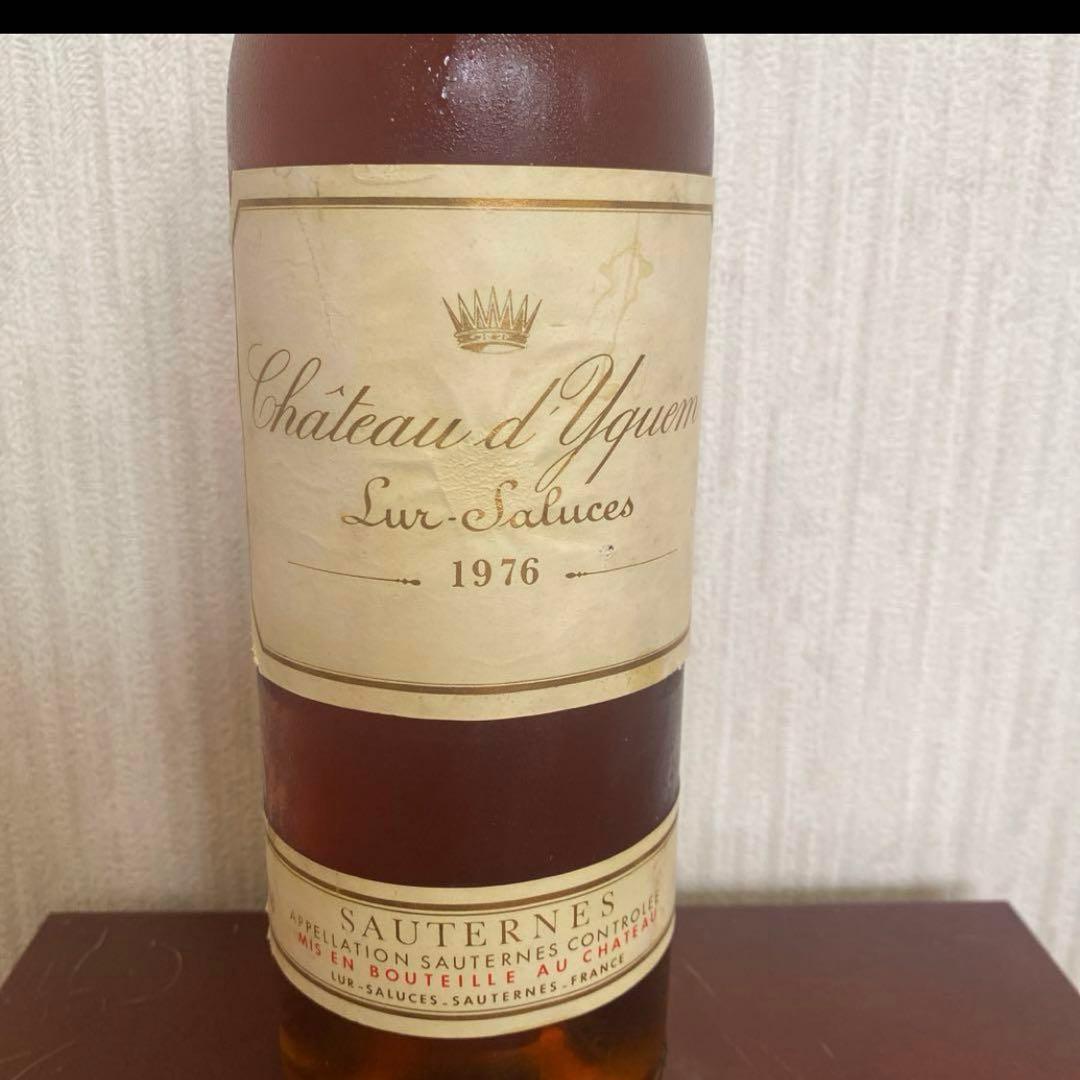 Château d'Yquem
Lur-Saluces
1976
SAUTERNES
APPELLATION SAUTERNES CONTROLÉE
MIS EN BOUTEILLE AU CHATEAU
LUR-SALUCES-SAUTERNES-FRANCE